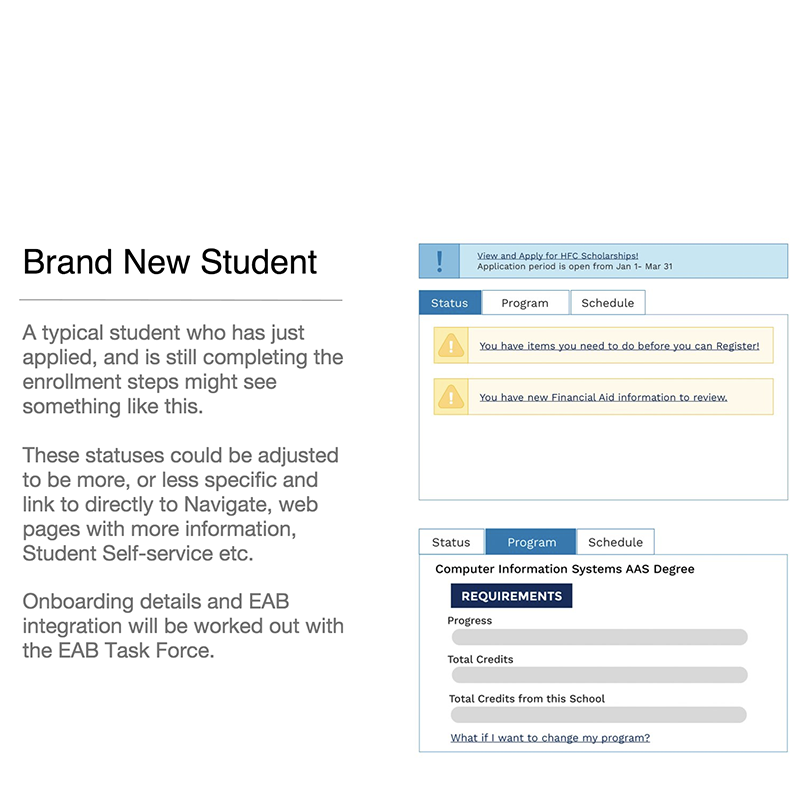 Brand New Student
A typical student who has just
applied, and is still completing the
enrollment steps might see
something like this.
These statuses could be adjusted
to be more, or less specific and
link to directly to Navigate, web
pages with more information,
Student Self-service etc.
Onboarding details and EAB
integration will be worked out with
the EAB Task Force.
! View and Apply for HFC Scholarships!
Application period is open from Jan 1- Mar 31
Status Program Schedule
! You have items you need to do before you can Register!
! You have new Financial Aid information to review.
Status Program Schedule
Computer Information Systems AAS Degree
REQUIREMENTS
Progress
Total Credits
Total Credits from this School
What if I want to change my program?